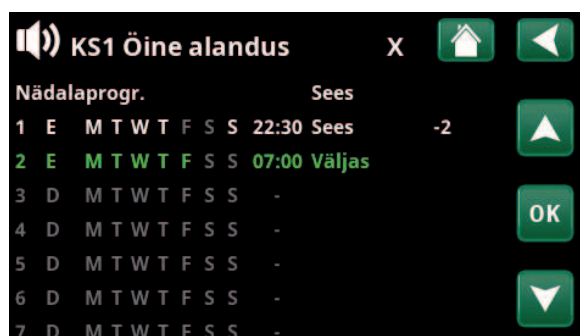 KS1 Öine alandus X
Nädalaprogr. Sees
1 E M T W T F S S 22:30 Sees -2
2 E M T W T F S S 07:00 Väljas
3 D M T W T F S S -
4 D M T W T F S S -
OK
5 D M T W T F S S -
6 D M T W T F S S -
7 D M T W T F S S -